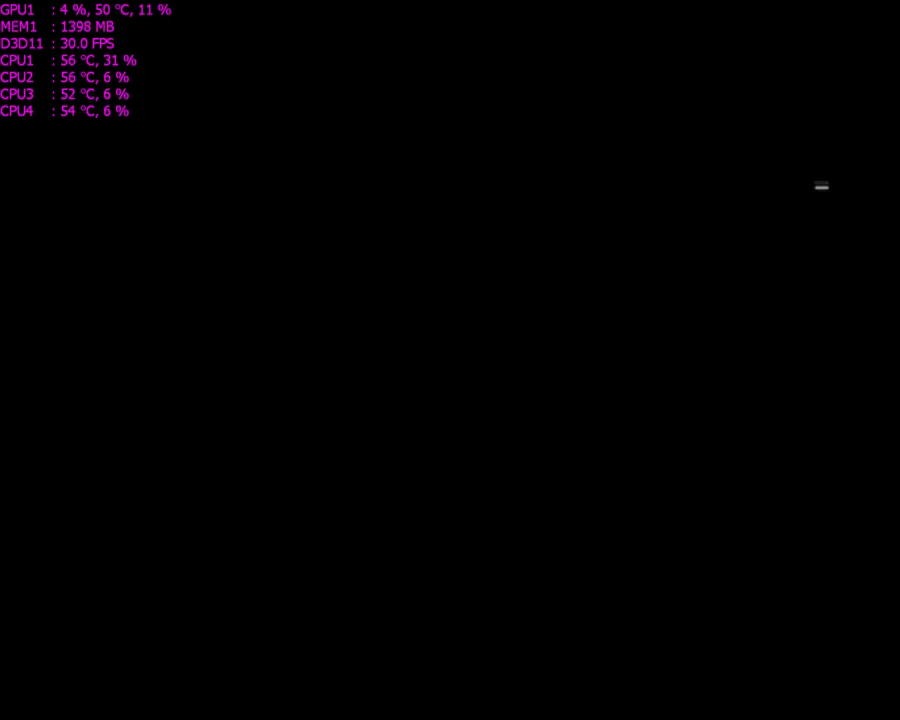 GPU1 : 4 %, 50 °C, 11 %
MEM1 : 1398 MB
D3D11 : 30.0 FPS
CPU1 : 56 °C, 31 %
CPU2 : 56 °C, 6 %
CPU3 : 52 °C, 6 %
CPU4 : 54 °C, 6 %